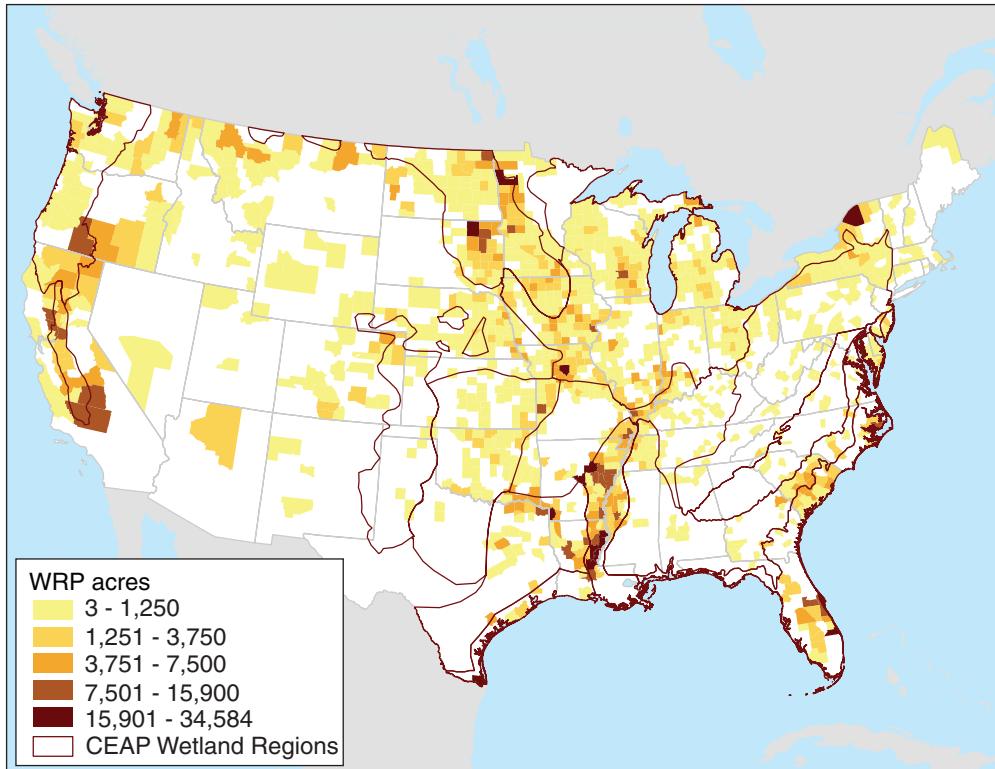 WRP acres
3 - 1,250
1,251 - 3,750
3,751 - 7,500
7,501 - 15,900
15,901 - 34,584
CEAP Wetland Regions